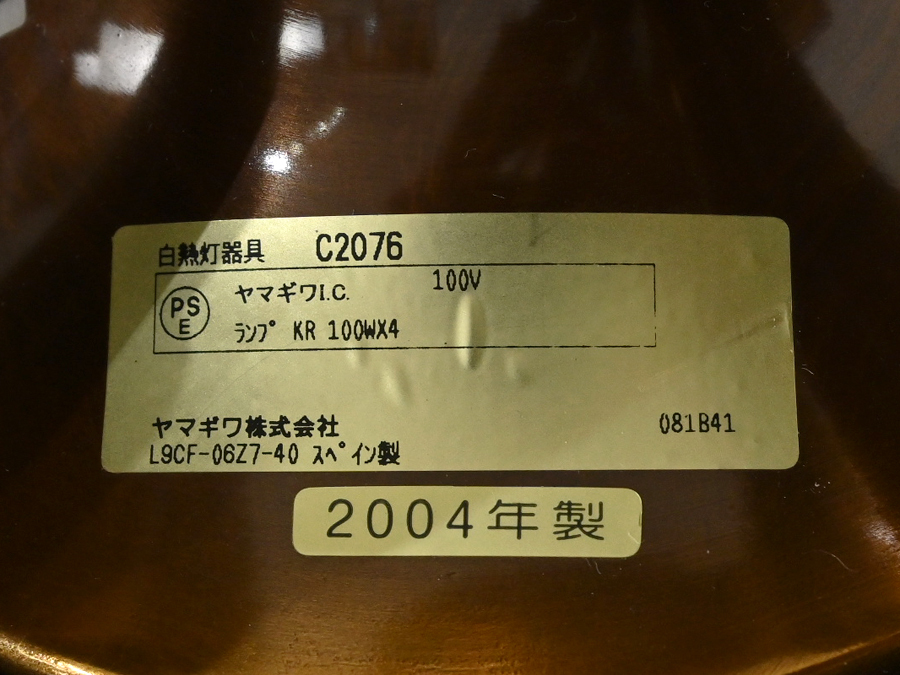 白熱灯器具 C2076
PS E
ヤマギワI.C. 100V
ﾗﾝﾌﾟ KR 100WX4
ヤマギワ株式会社 081B41
L9CF-06Z7-40 ｽﾍﾟｲﾝ製
2004年製